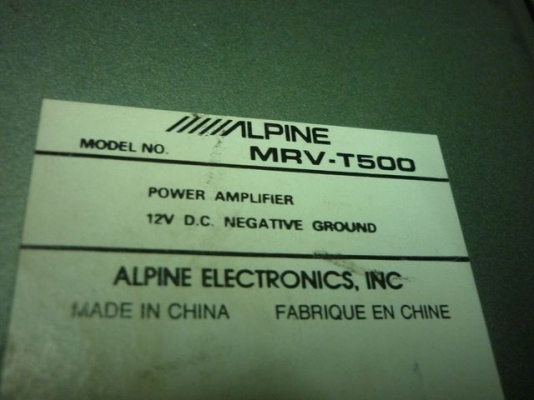 ALPINE
MODEL NO. MRV-T500
POWER AMPLIFIER
12V D.C. NEGATIVE GROUND
ALPINE ELECTRONICS, INC
MADE IN CHINA FABRIQUE EN CHINE